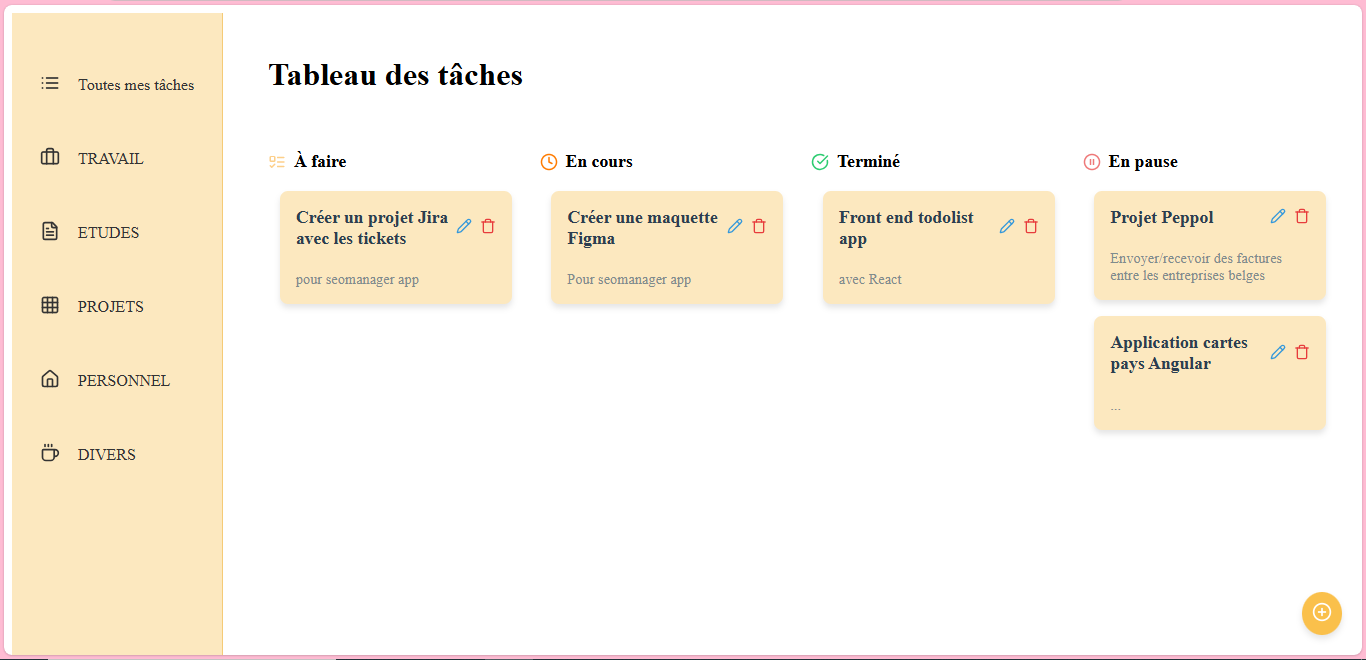 Toutes mes tâches
TRAVAIL
ETUDES
PROJETS
PERSONNEL
DIVERS
Tableau des tâches
À faire
Créer un projet Jira
avec les tickets
pour seomanager app
En cours
Créer une maquette
Figma
Pour seomanager app
Terminé
Front end todolist
app
avec React
En pause
Projet Peppol
Envoyer/recevoir des factures
entre les entreprises belges
Application cartes
pays Angular
...